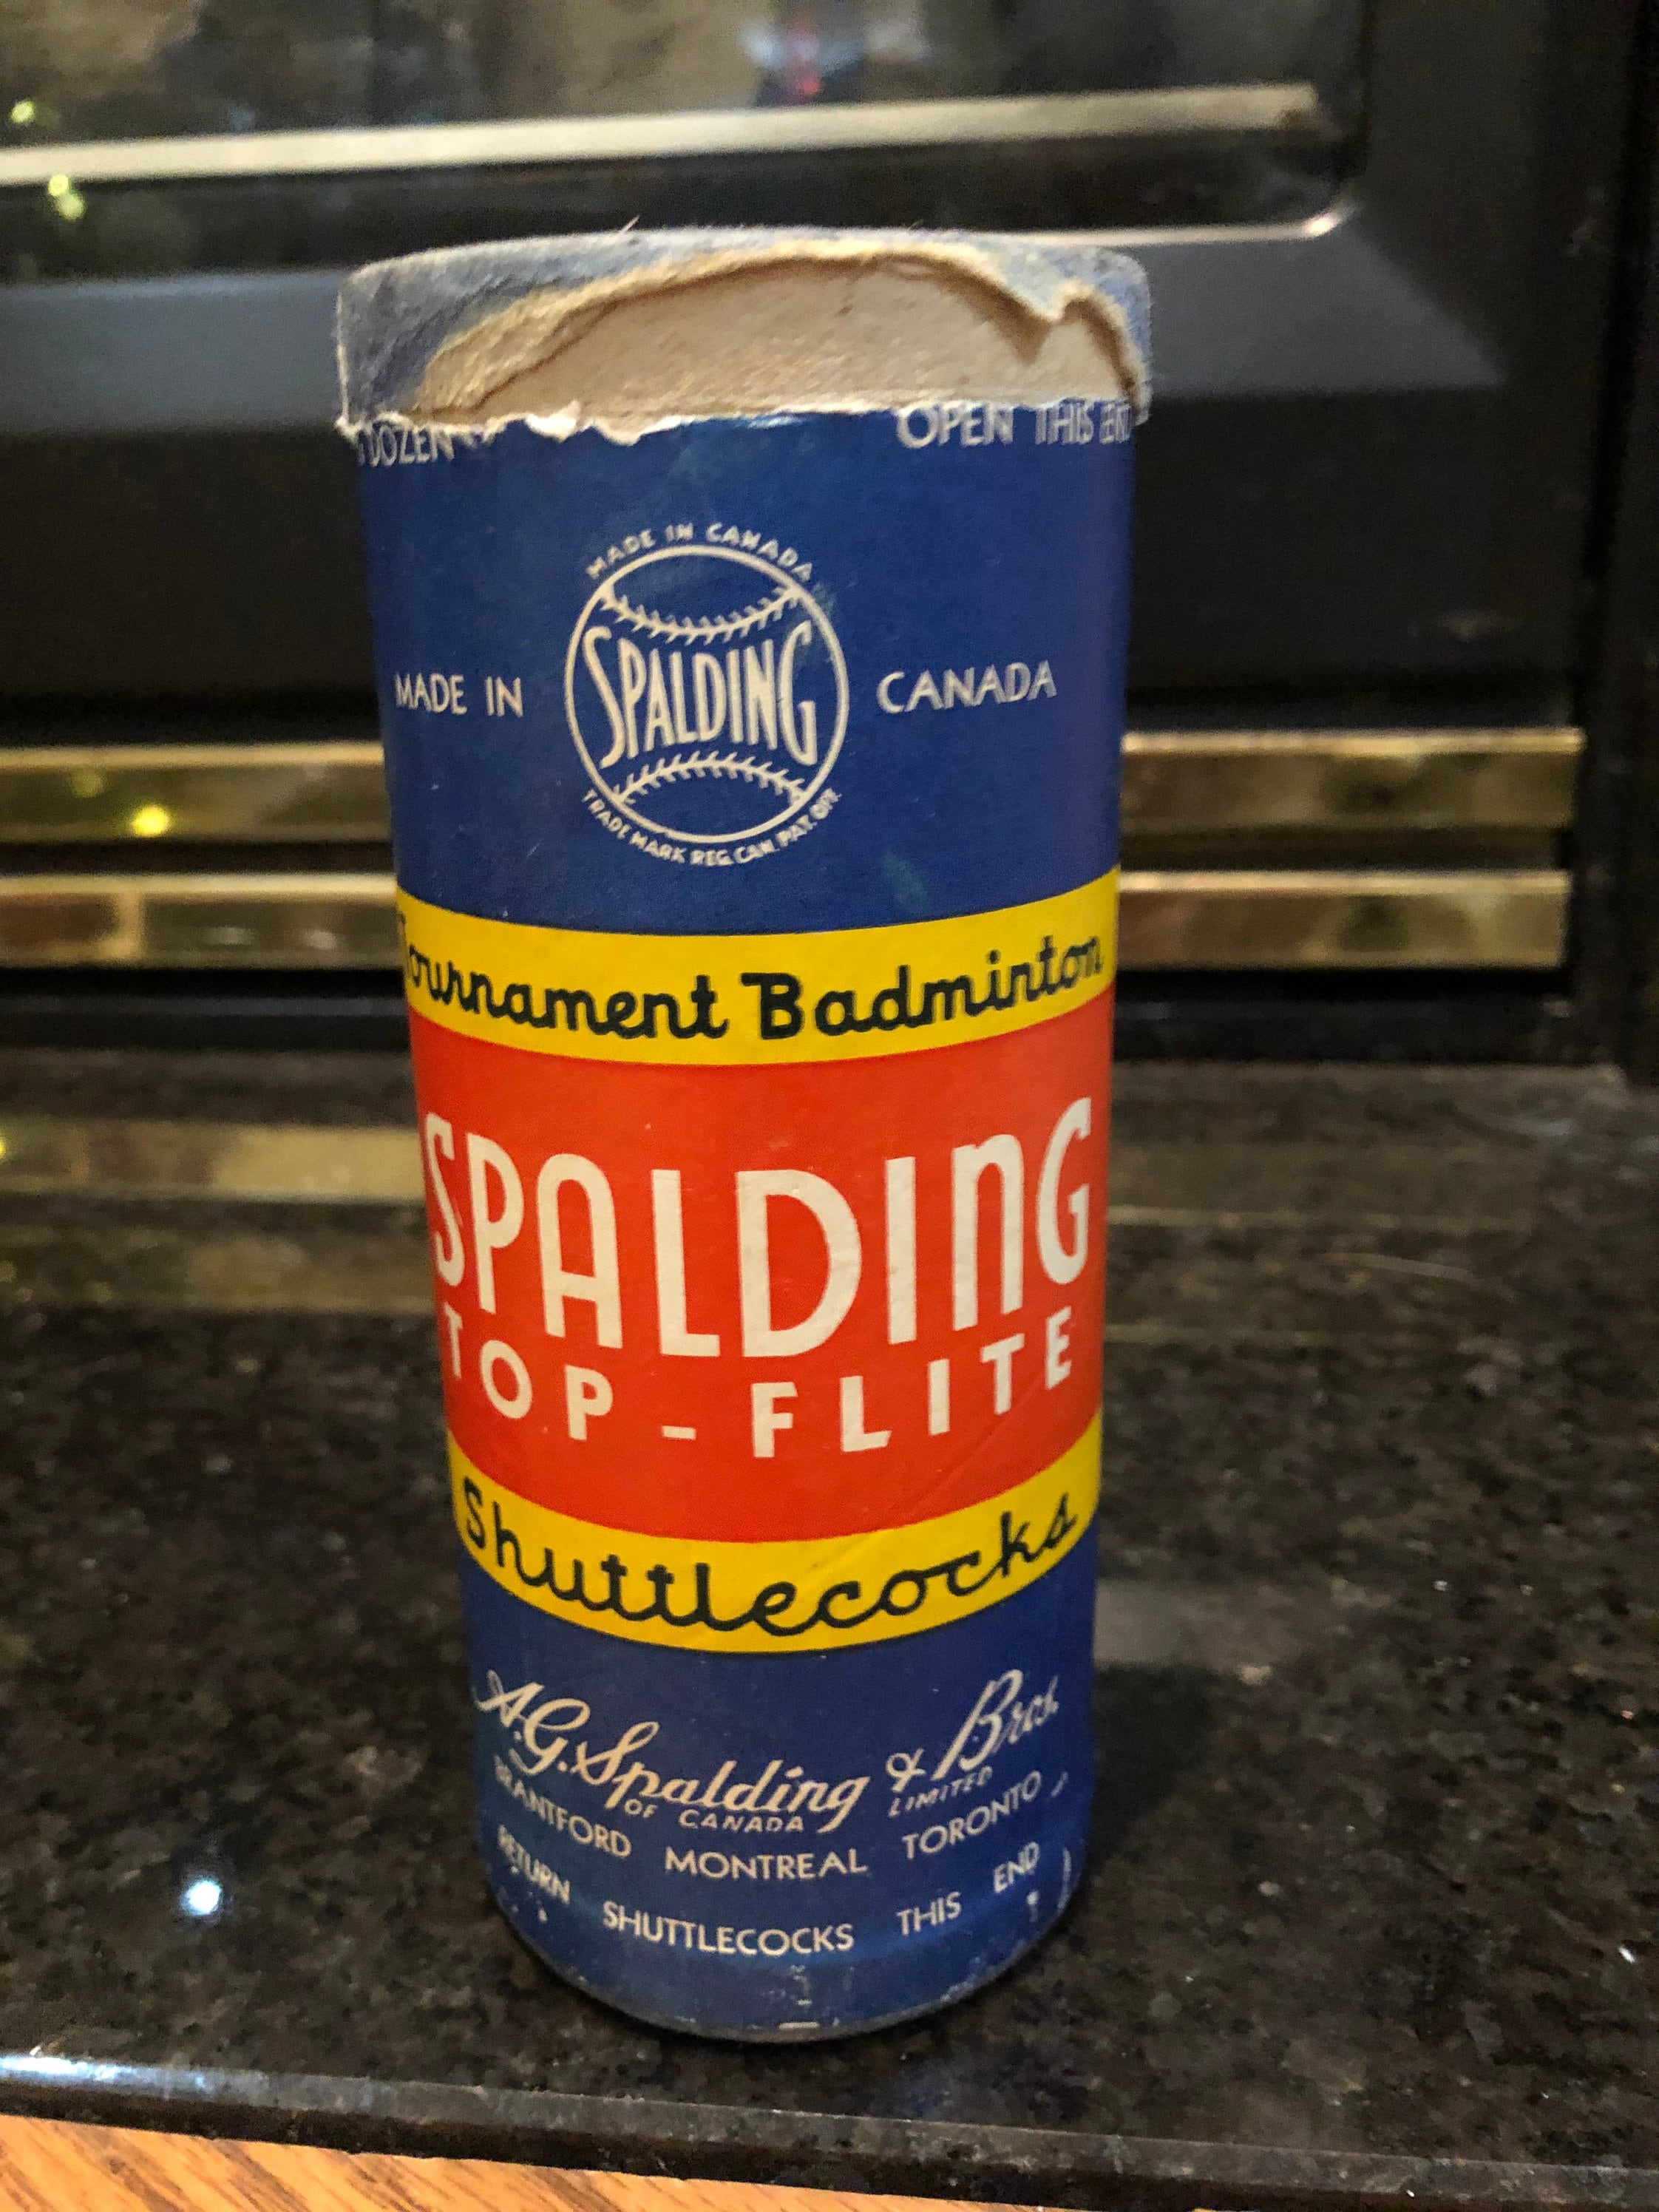 DOZEN
OPEN THIS END
MADE IN CANADA
MADE IN
SPALDING
CANADA
TRADE MARK REG. CAN. PAT. OFF.
Tournament Badminton
SPALDING
TOP-FLITE
Shuttlecocks
A.G. Spalding & Bros.
OF CANADA LIMITED
BRANTFORD MONTREAL TORONTO
RETURN SHUTTLECOCKS THIS END